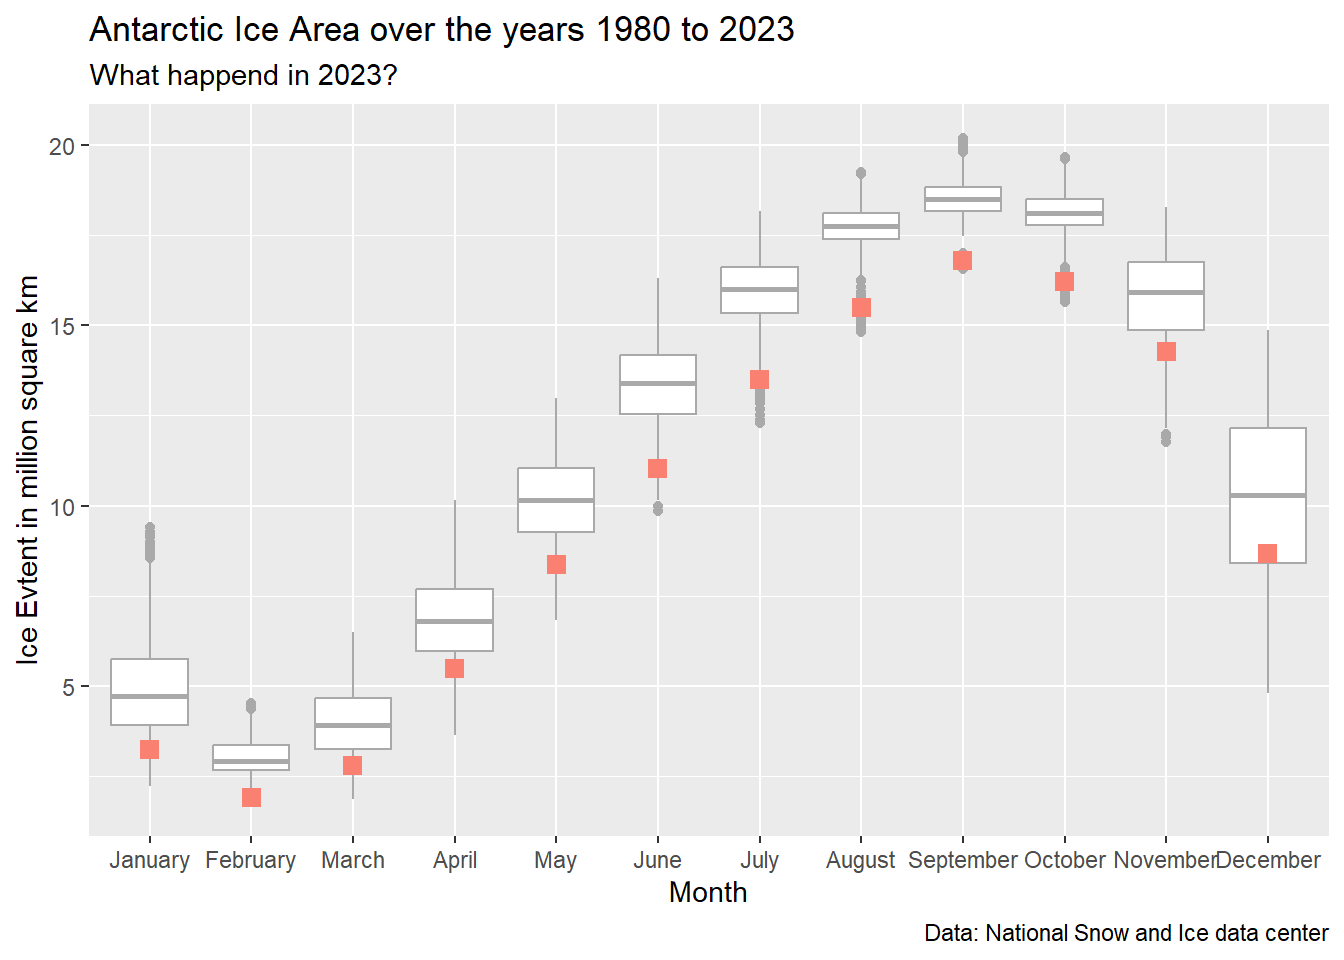 Antarctic Ice Area over the years 1980 to 2023
What happend in 2023?
Ice Evtent in million square km
20
15
10
5
January February March April May June July August September October November December
Month
Data: National Snow and Ice data center